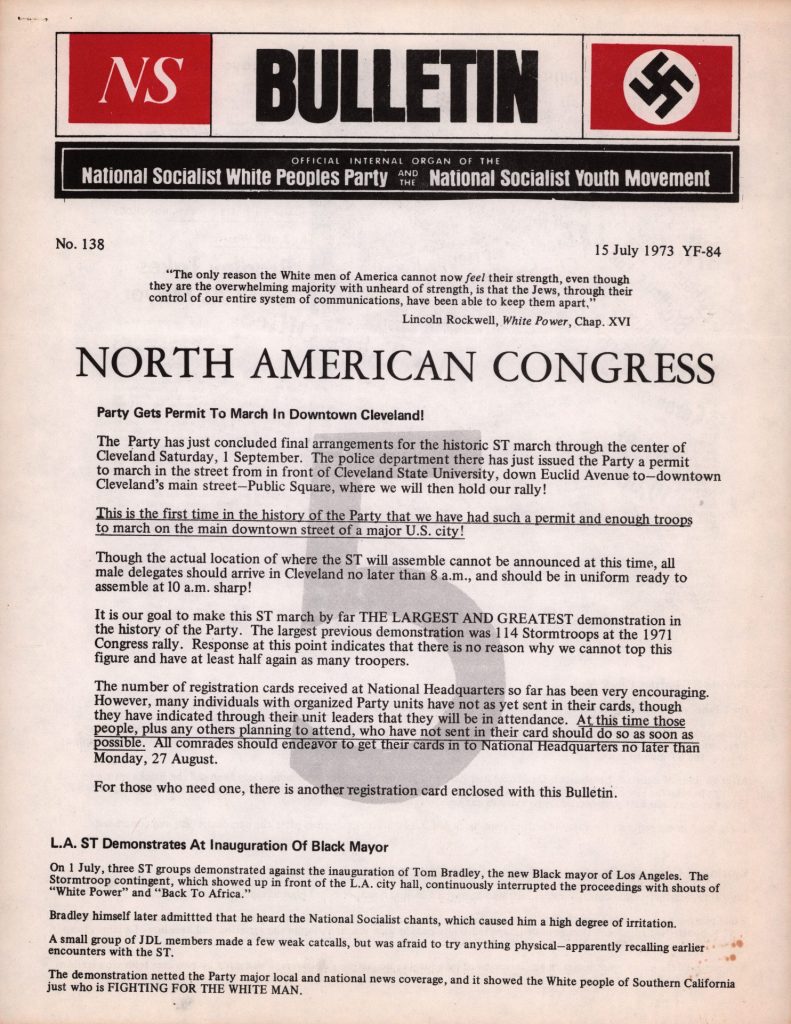 NS
BULLETIN
OFFICIAL INTERNAL ORGAN OF THE
National Socialist White Peoples Party AND THE National Socialist Youth Movement
No. 138
15 July 1973 YF-84
"The only reason the White men of America cannot now feel their strength, even though
they are the overwhelming majority with unheard of strength, is that the Jews, through their
control of our entire system of communications, have been able to keep them apart."
Lincoln Rockwell, White Power, Chap. XVI
NORTH AMERICAN CONGRESS
5
Party Gets Permit To March In Downtown Cleveland!
The Party has just concluded final arrangements for the historic ST march through the center of
Cleveland Saturday, 1 September. The police department there has just issued the Party a permit
to march in the street from in front of Cleveland State University, down Euclid Avenue to—downtown
Cleveland's main street—Public Square, where we will then hold our rally!
This is the first time in the history of the Party that we have had such a permit and enough troops
to march on the main downtown street of a major U.S. city!
Though the actual location of where the ST will assemble cannot be announced at this time, all
male delegates should arrive in Cleveland no later than 8 a.m., and should be in uniform ready to
assemble at 10 a.m. sharp!
It is our goal to make this ST march by far THE LARGEST AND GREATEST demonstration in
the history of the Party. The largest previous demonstration was 114 Stormtroops at the 1971
Congress rally. Response at this point indicates that there is no reason why we cannot top this
figure and have at least half again as many troopers.
The number of registration cards received at National Headquarters so far has been very encouraging.
However, many individuals with organized Party units have not as yet sent in their cards, though
they have indicated through their unit leaders that they will be in attendance. At this time those
people, plus any others planning to attend, who have not sent in their card should do so as soon as
possible. All comrades should endeavor to get their cards in to National Headquarters no later than
Monday, 27 August.
For those who need one, there is another registration card enclosed with this Bulletin.
L.A. ST Demonstrates At Inauguration Of Black Mayor
On 1 July, three ST groups demonstrated against the inauguration of Tom Bradley, the new Black mayor of Los Angeles. The
Stormtroop contingent, which showed up in front of the L.A. city hall, continuously interrupted the proceedings with shouts of
"White Power" and "Back To Africa."
Bradley himself later admittted that he heard the National Socialist chants, which caused him a high degree of irritation.
A small group of JDL members made a few weak catcalls, but was afraid to try anything physical—apparently recalling earlier
encounters with the ST.
The demonstration netted the Party major local and national news coverage, and it showed the White people of Southern California
just who is FIGHTING FOR THE WHITE MAN.